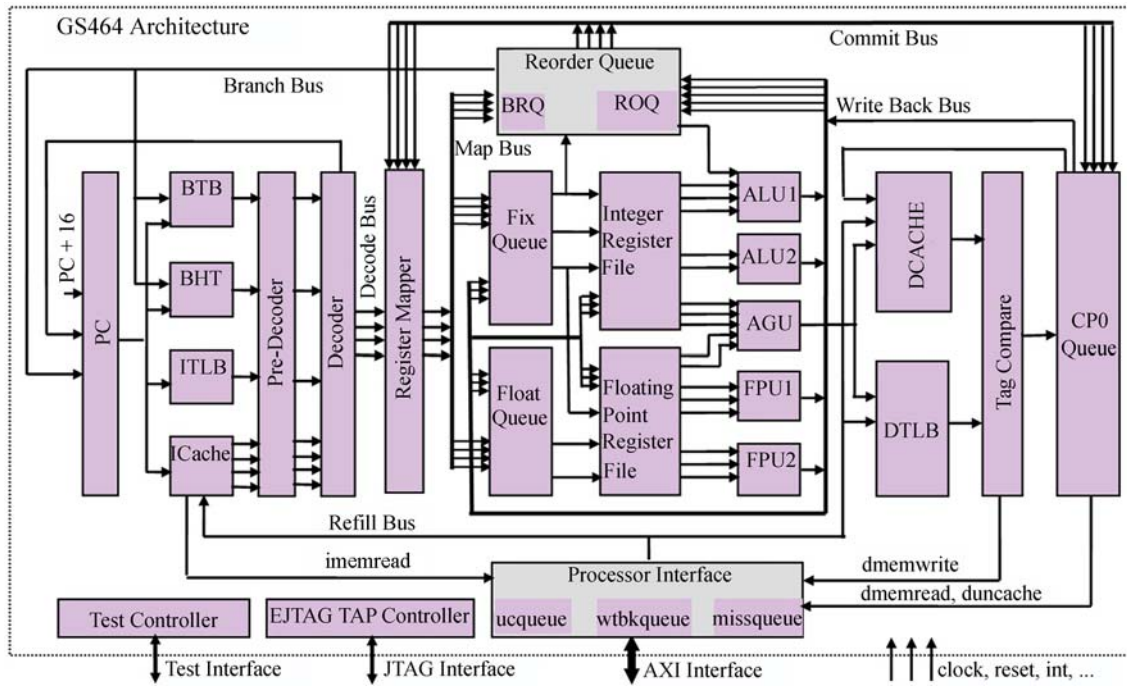 GS464 Architecture
Commit Bus
Reorder Queue
Branch Bus
BRQ
ROQ
Write Back Bus
Map Bus
PC + 16
PC
BTB
BHT
ITLB
ICache
Pre-Decoder
Decoder
Decode Bus
Register Mapper
Fix
Queue
Float
Queue
Integer
Register
File
Floating
Point
Register
File
ALU1
ALU2
AGU
FPU1
FPU2
DCACHE
DTLB
Tag Compare
CP0
Queue
Refill Bus
imemread
Processor Interface
ucqueue
wtbkqueue
missqueue
dmemwrite
dmemread, duncache
Test Controller
EJTAG TAP Controller
Test Interface
JTAG Interface
AXI Interface
clock, reset, int, ...